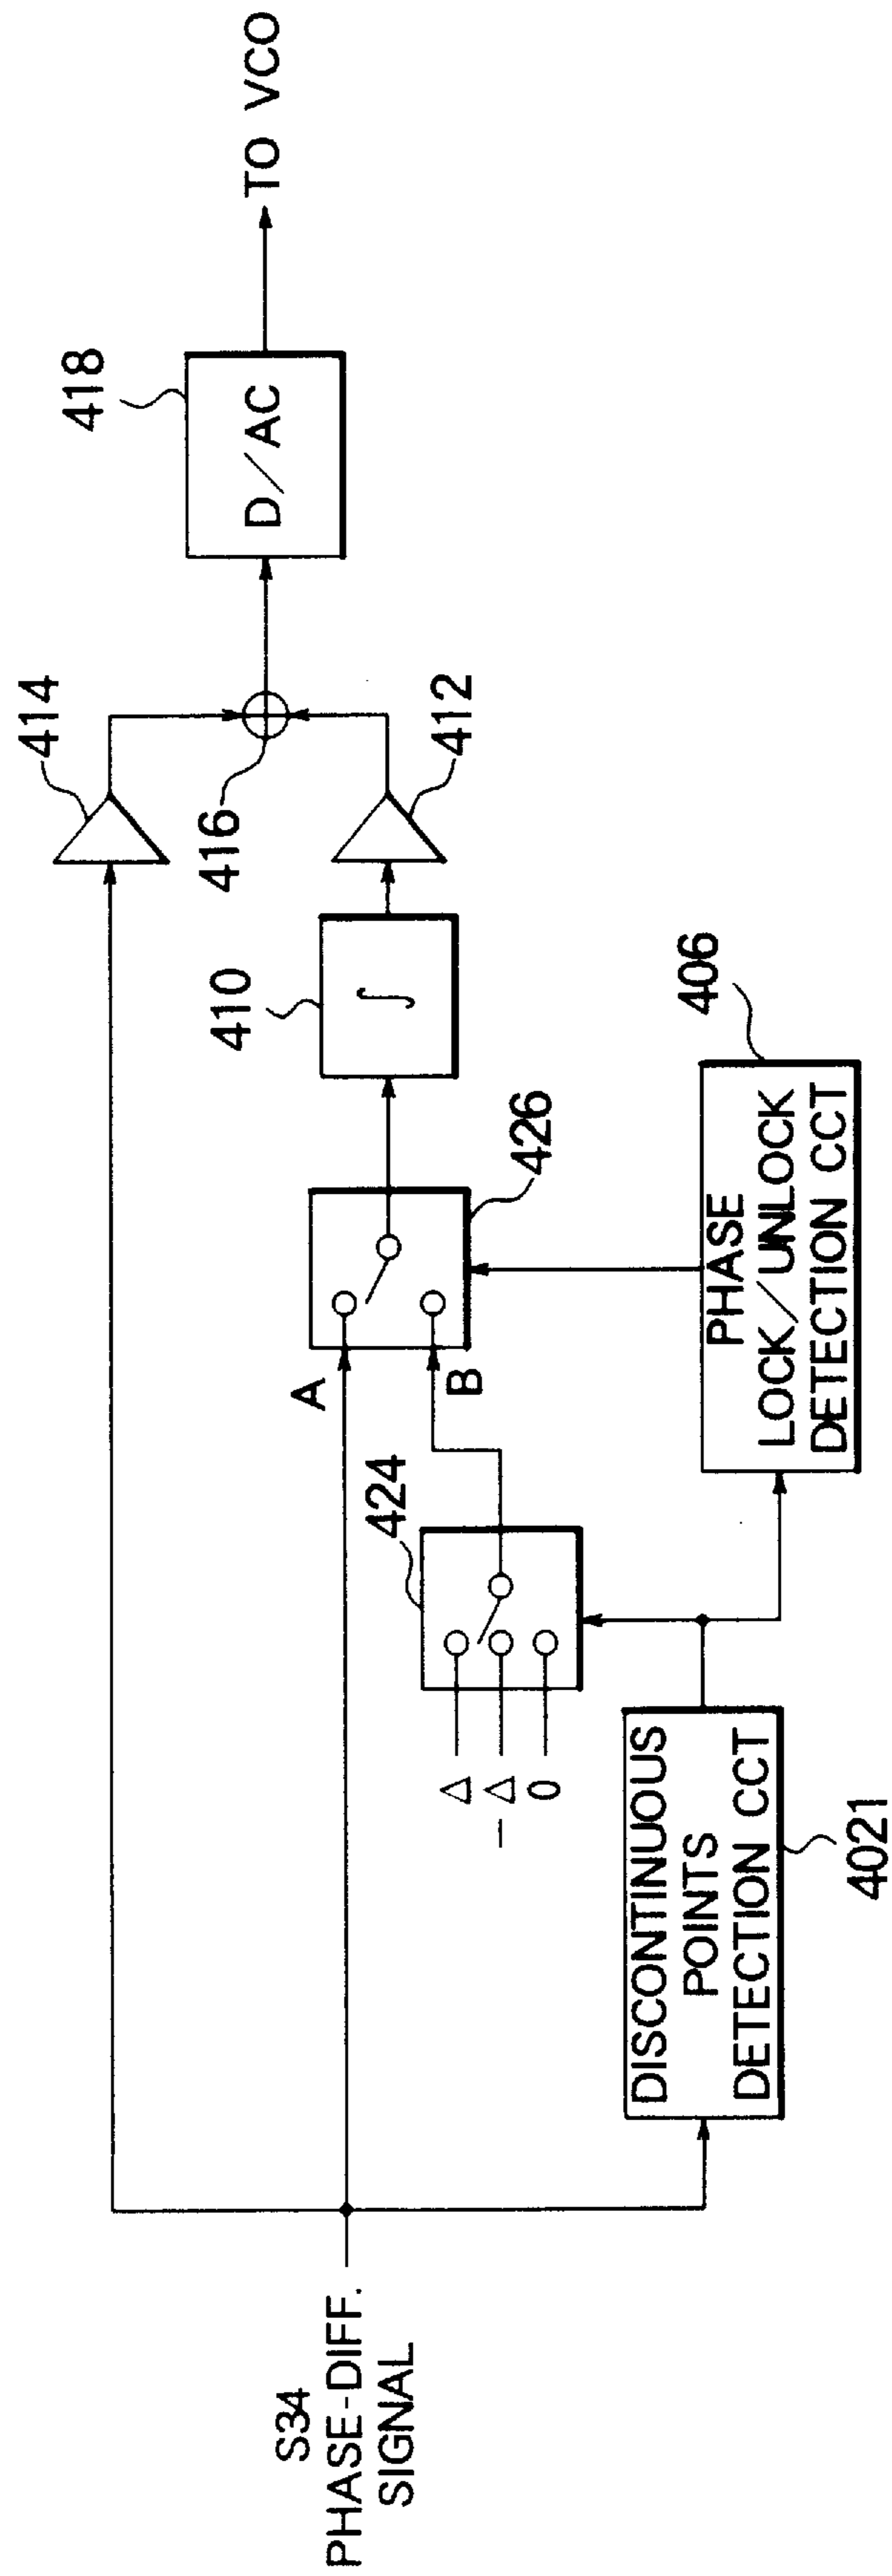 S34
PHASE-DIFF.
SIGNAL
414
416
412
418
D/AC
TO VCO
410
∫
426
A
B
424
Δ
-Δ
0
DISCONTINUOUS
POINTS
DETECTION CCT
4021
PHASE
LOCK/UNLOCK
DETECTION CCT
406